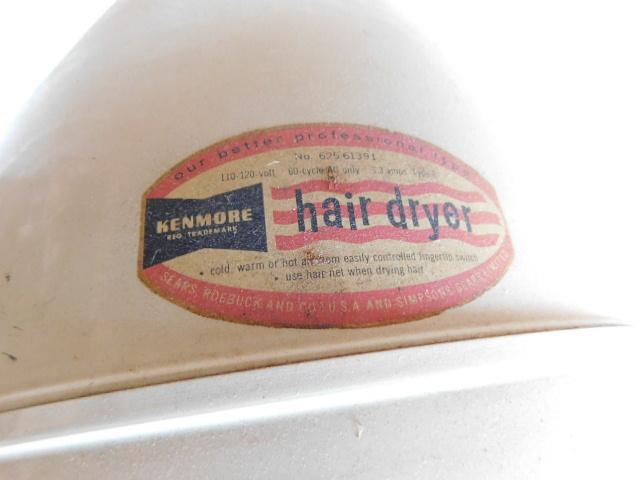 our better professional type
No. 625 61391
110-120 volt 60-cycle AC only 3.3 amps.
KENMORE
REG. TRADEMARK
hair dryer
• cold, warm or hot air from easily controlled fingertip switch
• use hair net when drying hair
SEARS, ROEBUCK AND CO. U.S.A. AND SIMPSONS-SEARS LIMITED